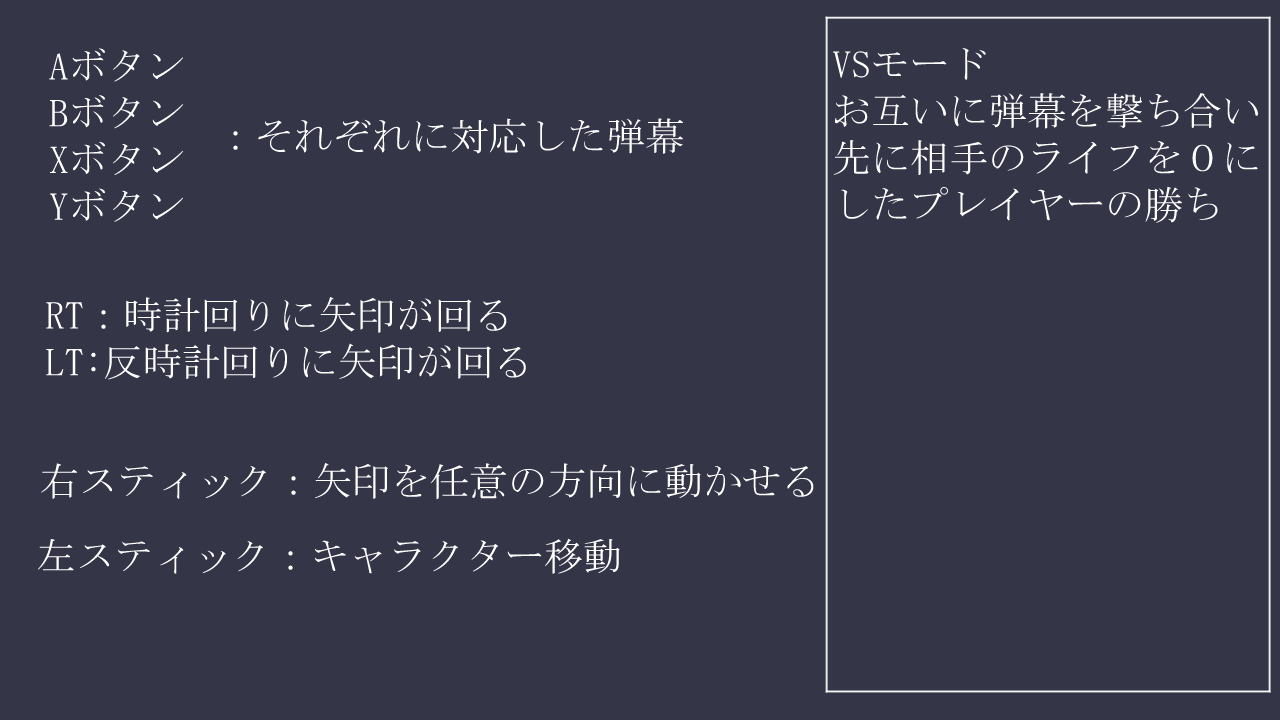 Aボタン
Bボタン
Xボタン
Yボタン
：それぞれに対応した弾幕
RT：時計回りに矢印が回る
LT:反時計回りに矢印が回る
右スティック：矢印を任意の方向に動かせる
左スティック：キャラクター移動
VSモード
お互いに弾幕を撃ち合い
先に相手のライフを０に
したプレイヤーの勝ち